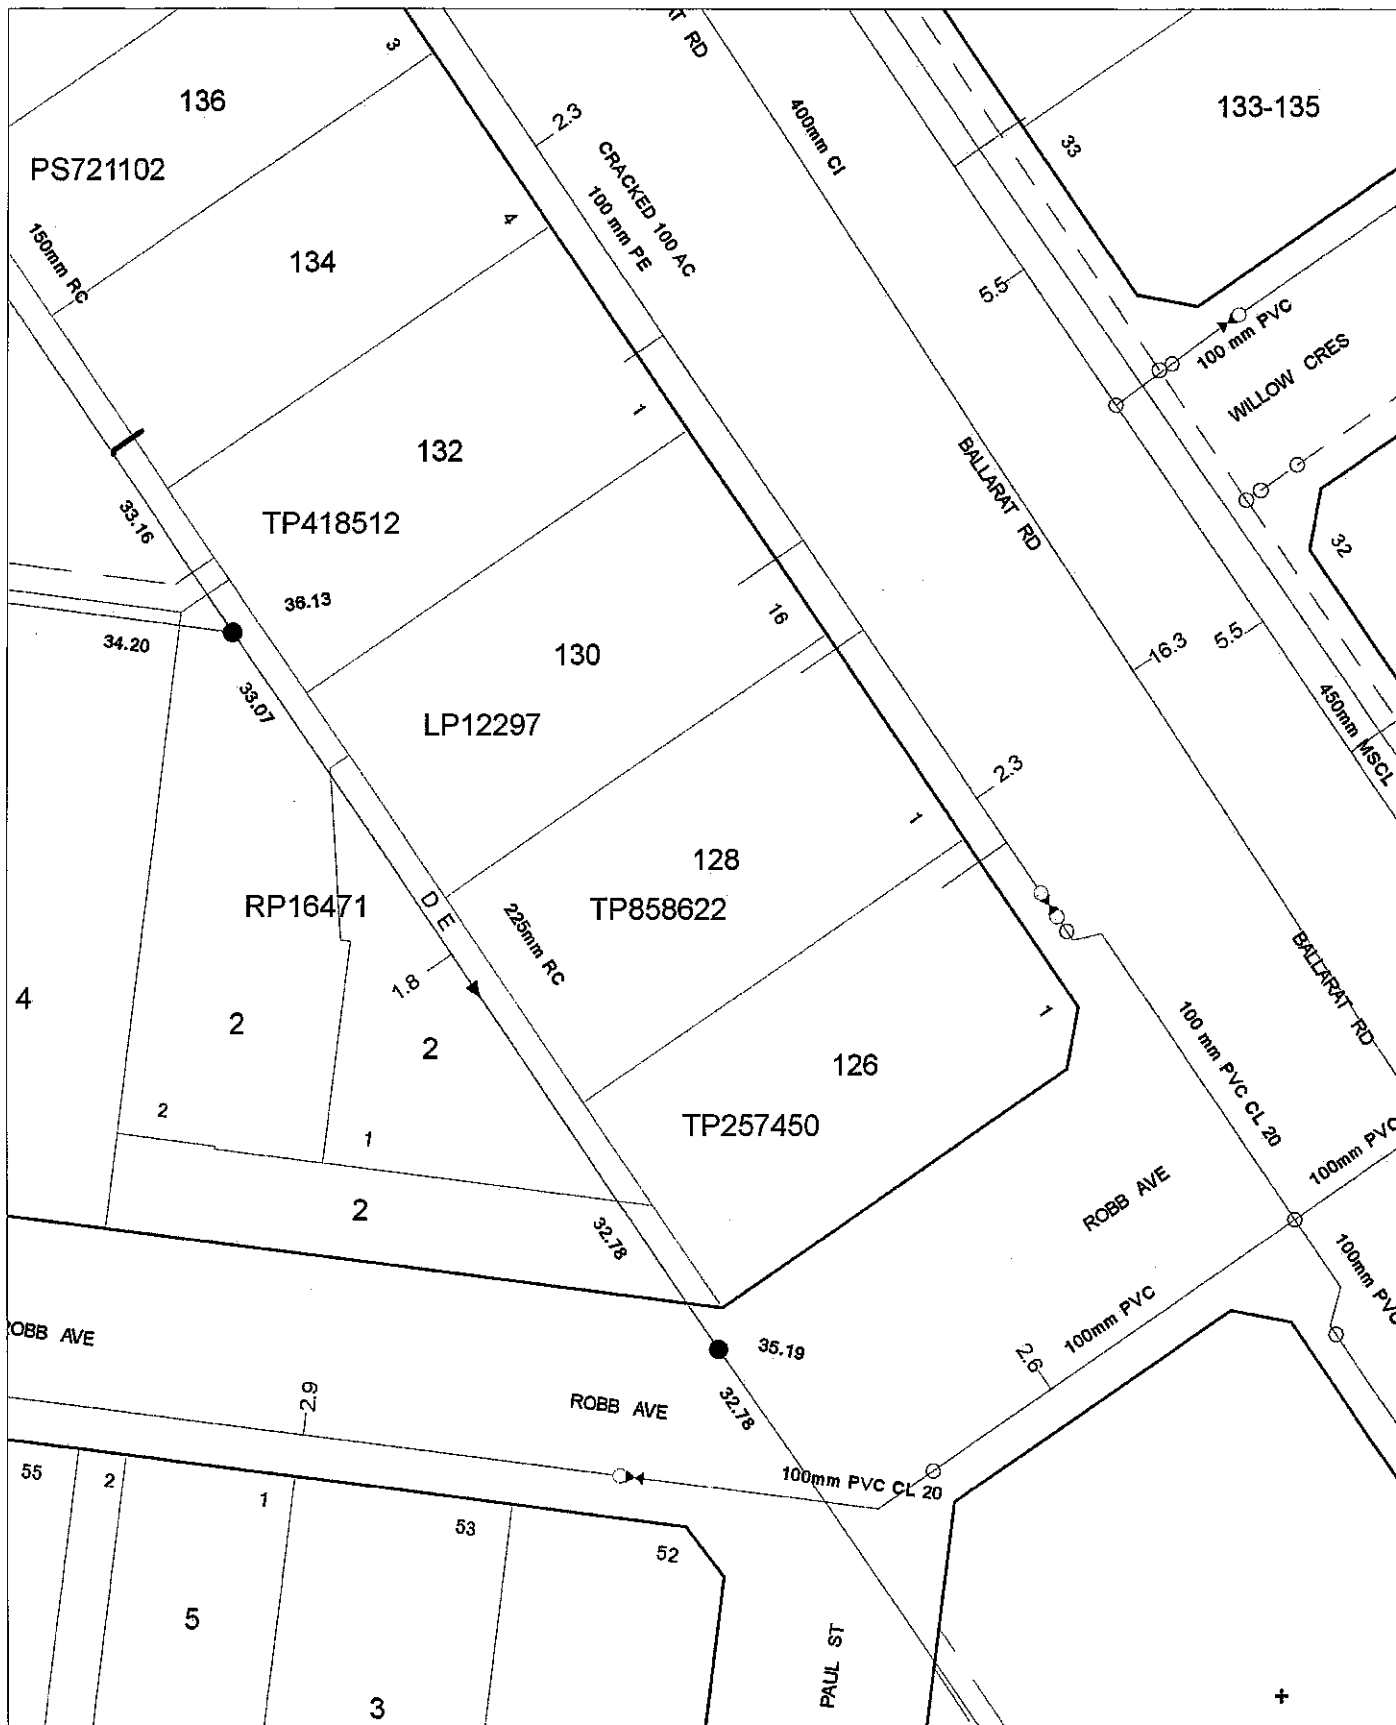 RD
3
136
133-135
400mm CI
2.3
33
PS721102
CRACKED 100 AC
100 mm PE
4
150mm RC
134
5.5
100 mm PVC
WILLOW CRES
1
132
BALLARAT RD
33.16
TP418512
32
36.13
16
34.20
130
16.3
5.5
33.07
LP12297
450mm MSCL
2.3
1
128
RP16471
D E
TP858622
225mm RC
BALLARAT RD
1.8
4
2
2
1
100 mm PVC CL 20
126
2
1
TP257450
100mm PVC
ROBB AVE
2
32.78
100mm PVC
100mm PVC
ROBB AVE
35.19
2.6
2.9
ROBB AVE
32.78
55
2
1
100mm PVC CL 20
53
52
5
PAUL ST
3